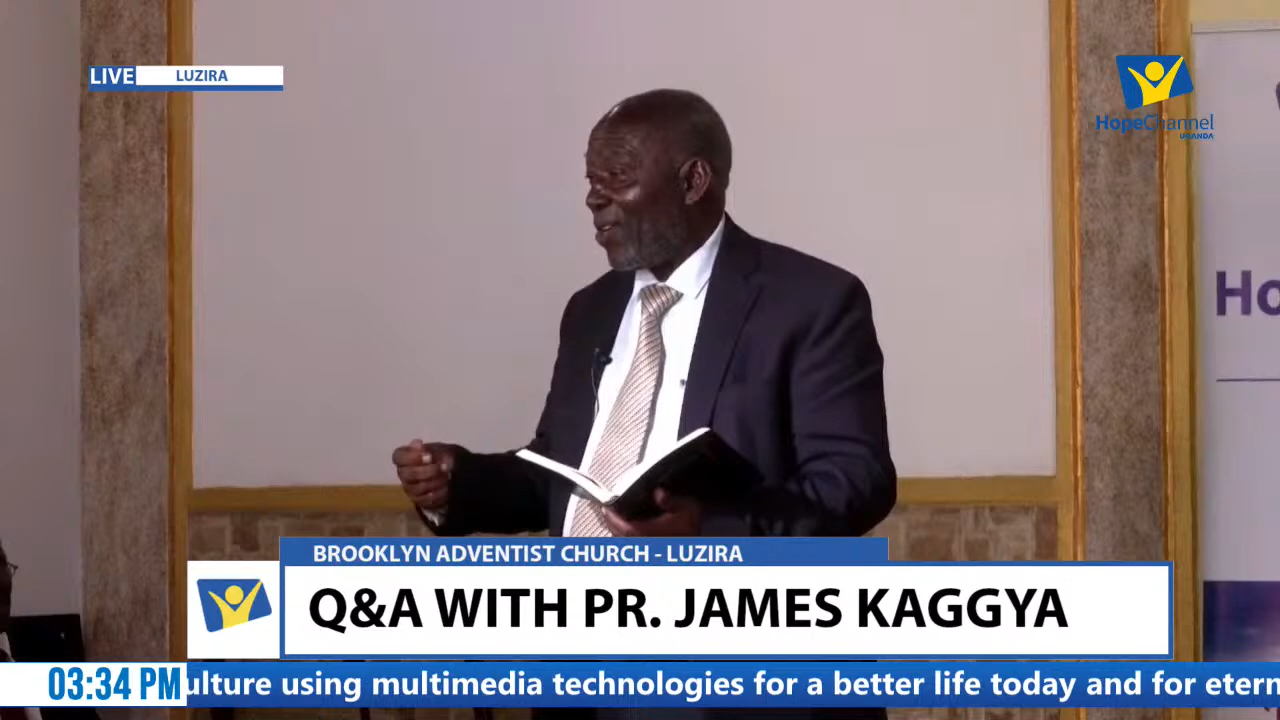 LIVE LUZIRA
HopeChannel
UGANDA
Ho
BROOKLYN ADVENTIST CHURCH - LUZIRA
Q&A WITH PR. JAMES KAGGYA
03:34 PM ulture using multimedia technologies for a better life today and for etern